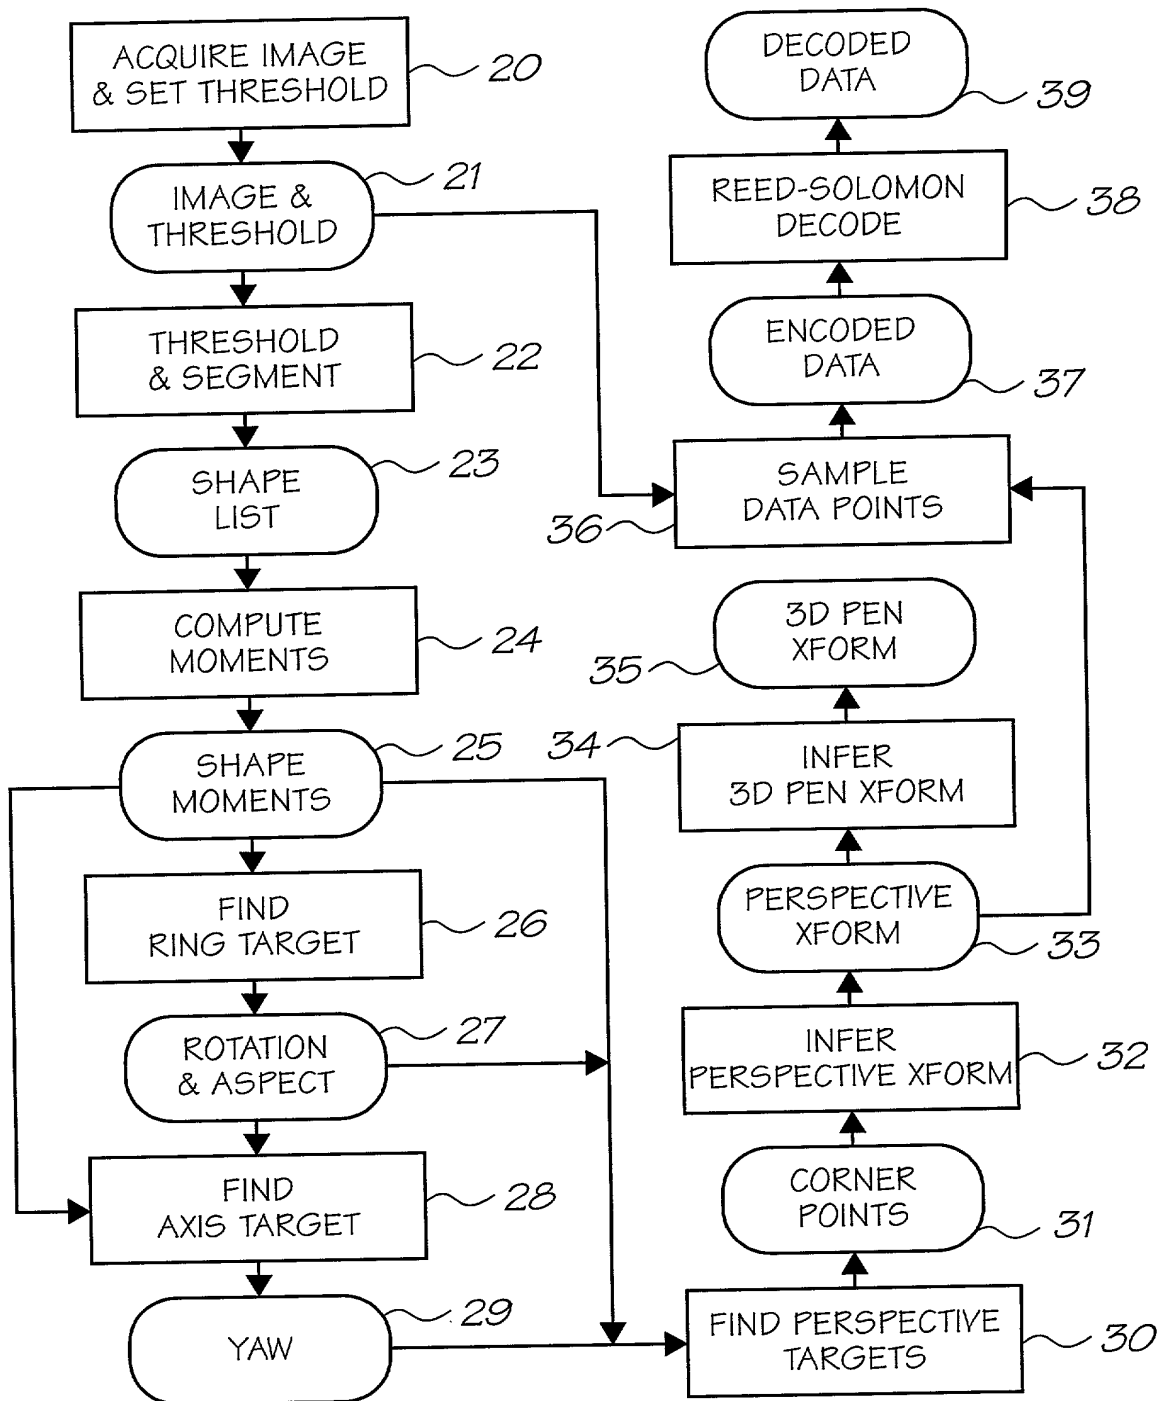 ACQUIRE IMAGE
& SET THRESHOLD
20
IMAGE &
THRESHOLD
21
THRESHOLD
& SEGMENT
22
SHAPE
LIST
23
COMPUTE
MOMENTS
24
SHAPE
MOMENTS
25
FIND
RING TARGET
26
ROTATION
& ASPECT
27
FIND
AXIS TARGET
28
YAW
29
FIND PERSPECTIVE
TARGETS
30
CORNER
POINTS
31
INFER
PERSPECTIVE XFORM
32
PERSPECTIVE
XFORM
33
INFER
3D PEN XFORM
34
3D PEN
XFORM
35
SAMPLE
DATA POINTS
36
ENCODED
DATA
37
REED-SOLOMON
DECODE
38
DECODED
DATA
39